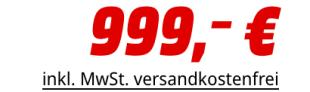 999,- €
inkl. MwSt. versandkostenfrei